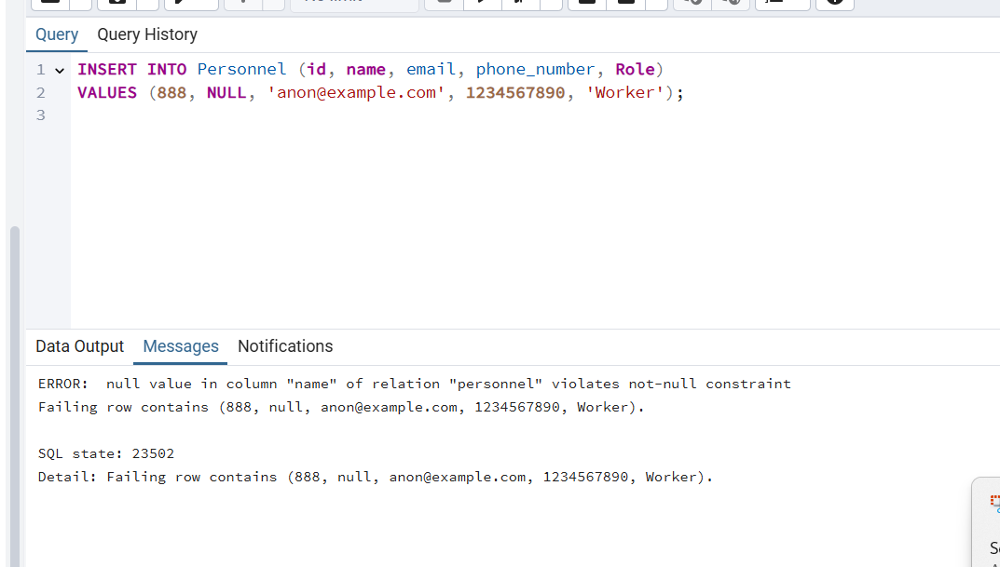 Query Query History
1 INSERT INTO Personnel (id, name, email, phone_number, Role)
2 VALUES (888, NULL, 'anon@example.com', 1234567890, 'Worker');
3
Data Output Messages Notifications
ERROR:  null value in column "name" of relation "personnel" violates not-null constraint
Failing row contains (888, null, anon@example.com, 1234567890, Worker).
SQL state: 23502
Detail: Failing row contains (888, null, anon@example.com, 1234567890, Worker).